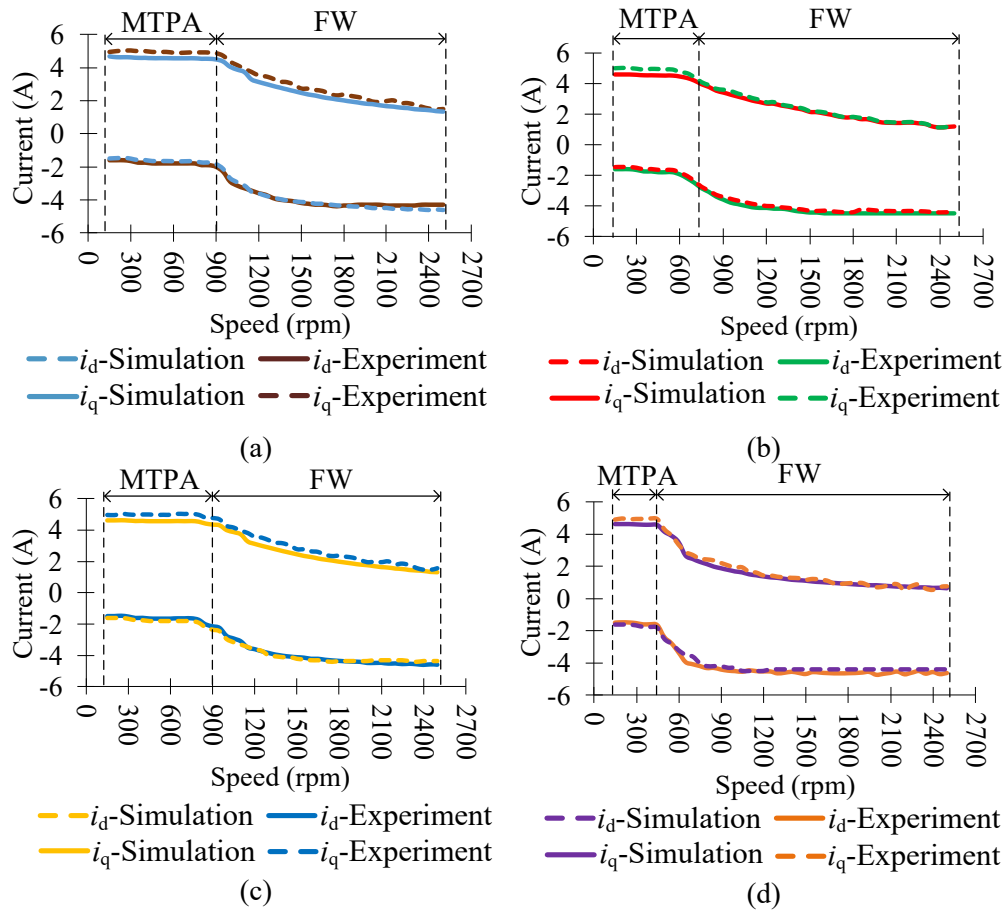 MTPA FW
6
4
2
0
-2
-4
-6
Current (A)
0 300 600 900 1200 1500 1800 2100 2400 2700
Speed (rpm)
id-Simulation id-Experiment
iq-Simulation iq-Experiment
(a)
MTPA FW
6
4
2
0
-2
-4
-6
Current (A)
0 300 600 900 1200 1500 1800 2100 2400 2700
Speed (rpm)
id-Simulation id-Experiment
iq-Simulation iq-Experiment
(b)
MTPA FW
6
4
2
0
-2
-4
-6
Current (A)
0 300 600 900 1200 1500 1800 2100 2400 2700
Speed (rpm)
id-Simulation id-Experiment
iq-Simulation iq-Experiment
(c)
MTPA FW
6
4
2
0
-2
-4
-6
Current (A)
0 300 600 900 1200 1500 1800 2100 2400 2700
Speed (rpm)
id-Simulation id-Experiment
iq-Simulation iq-Experiment
(d)